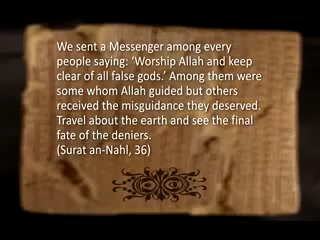 We sent a Messenger among every
people saying: ‘Worship Allah and keep
clear of all false gods.’ Among them were
some whom Allah guided but others
received the misguidance they deserved.
Travel about the earth and see the final
fate of the deniers.
(Surat an-Nahl, 36)